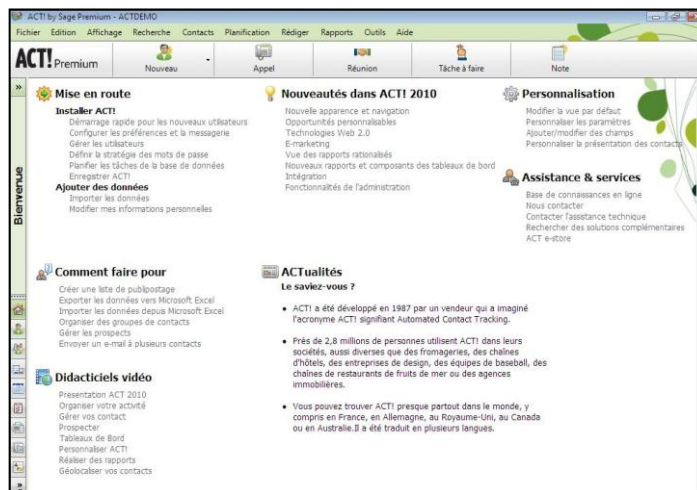 ACT! by Sage Premium - ACTDEMO
Fichier Edition Affichage Recherche Contacts Planification Rédiger Rapports Outils Aide
ACT! Premium
Nouveau
Appel
Réunion
Tâche à faire
Note
Bienvenue
Mise en route
Installer ACT!
Démarrage rapide pour les nouveaux utilisateurs
Configurer les préférences et la messagerie
Gérer les utilisateurs
Définir la stratégie des mots de passe
Planifier les tâches de la base de données
Enregistrer ACT!
Ajouter des données
Importer les données
Modifier mes informations personnelles
Nouveautés dans ACT! 2010
Nouvelle apparence et navigation
Opportunités personnalisables
Technologies Web 2.0
E-marketing
Vue des rapports rationalisés
Nouveaux rapports et composants des tableaux de bord
Intégration
Fonctionnalités de l'administration
Personnalisation
Modifier la vue par défaut
Personnaliser les paramètres
Ajouter/modifier des champs
Personnaliser la présentation des contacts
Assistance & services
Base de connaissances en ligne
Nous contacter
Contacter l'assistance technique
Rechercher des solutions complémentaires
ACT e-store
Comment faire pour
Créer une liste de publipostage
Exporter les données vers Microsoft Excel
Importer les données depuis Microsoft Excel
Organiser des groupes de contacts
Gérer les prospects
Envoyer un e-mail à plusieurs contacts
ACTualités
Le saviez-vous ?
• ACT! a été développé en 1987 par un vendeur qui a imaginé
l'acronyme ACT! signifiant Automated Contact Tracking.
• Près de 2,8 millions de personnes utilisent ACT! dans leurs
sociétés, aussi diverses que des fromageries, des chaînes
d'hôtels, des entreprises de design, des équipes de baseball, des
chaînes de restaurants de fruits de mer ou des agences
immobilières.
• Vous pouvez trouver ACT! presque partout dans le monde, y
compris en France, en Allemagne, au Royaume-Uni, au Canada
ou en Australie.Il a été traduit en plusieurs langues.
Didacticiels vidéo
Presentation ACT 2010
Organiser votre activité
Gérer vos contact
Prospecter
Tableaux de Bord
Personnaliser ACT!
Réaliser des rapports
Géolocaliser vos contacts